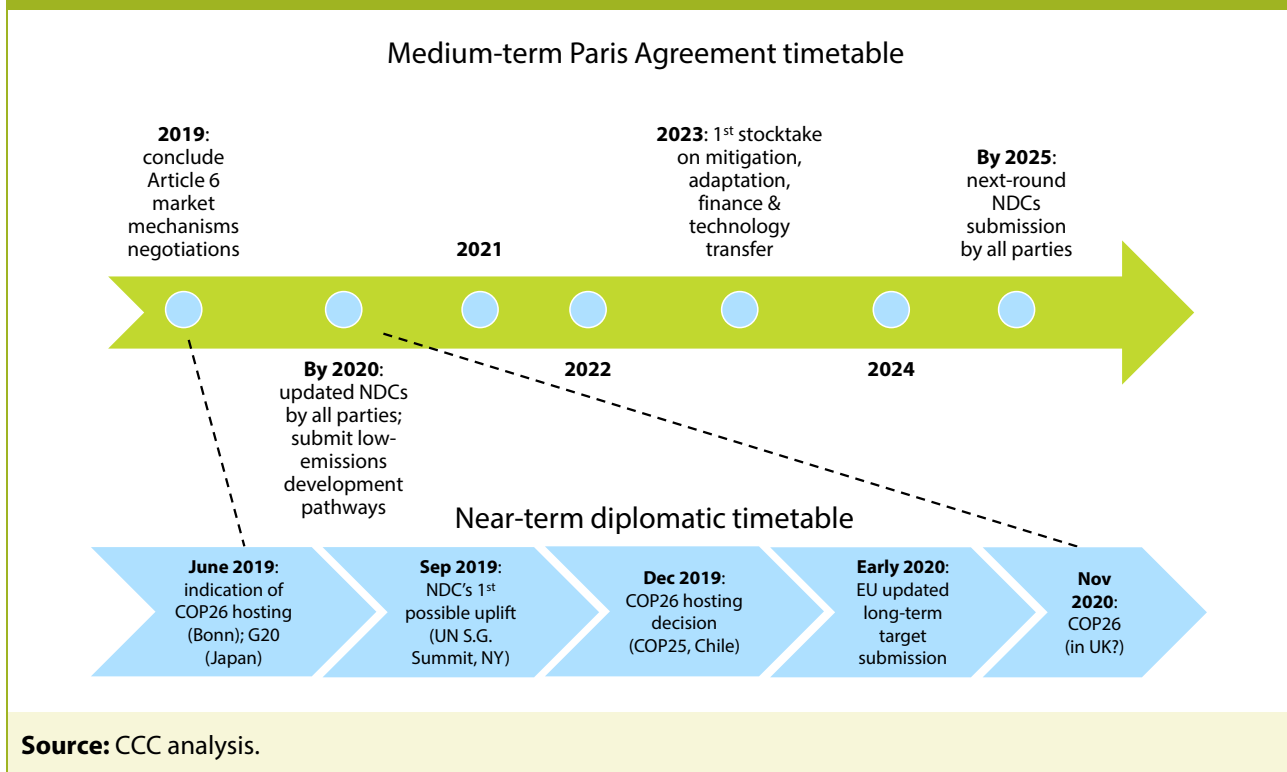 Medium-term Paris Agreement timetable
2019:
conclude
Article 6
market
mechanisms
negotiations
2021
2023: 1st stocktake
on mitigation,
adaptation,
finance &
technology
transfer
By 2025:
next-round
NDCs
submission
by all parties
By 2020:
updated NDCs
by all parties;
submit low-
emissions
development
pathways
2022
2024
Near-term diplomatic timetable
June 2019:
indication of
COP26 hosting
(Bonn); G20
(Japan)
Sep 2019:
NDC's 1st
possible uplift
(UN S.G.
Summit, NY)
Dec 2019:
COP26 hosting
decision
(COP25, Chile)
Early 2020:
EU updated
long-term
target
submission
Nov
2020:
COP26
(in UK?)
Source: CCC analysis.